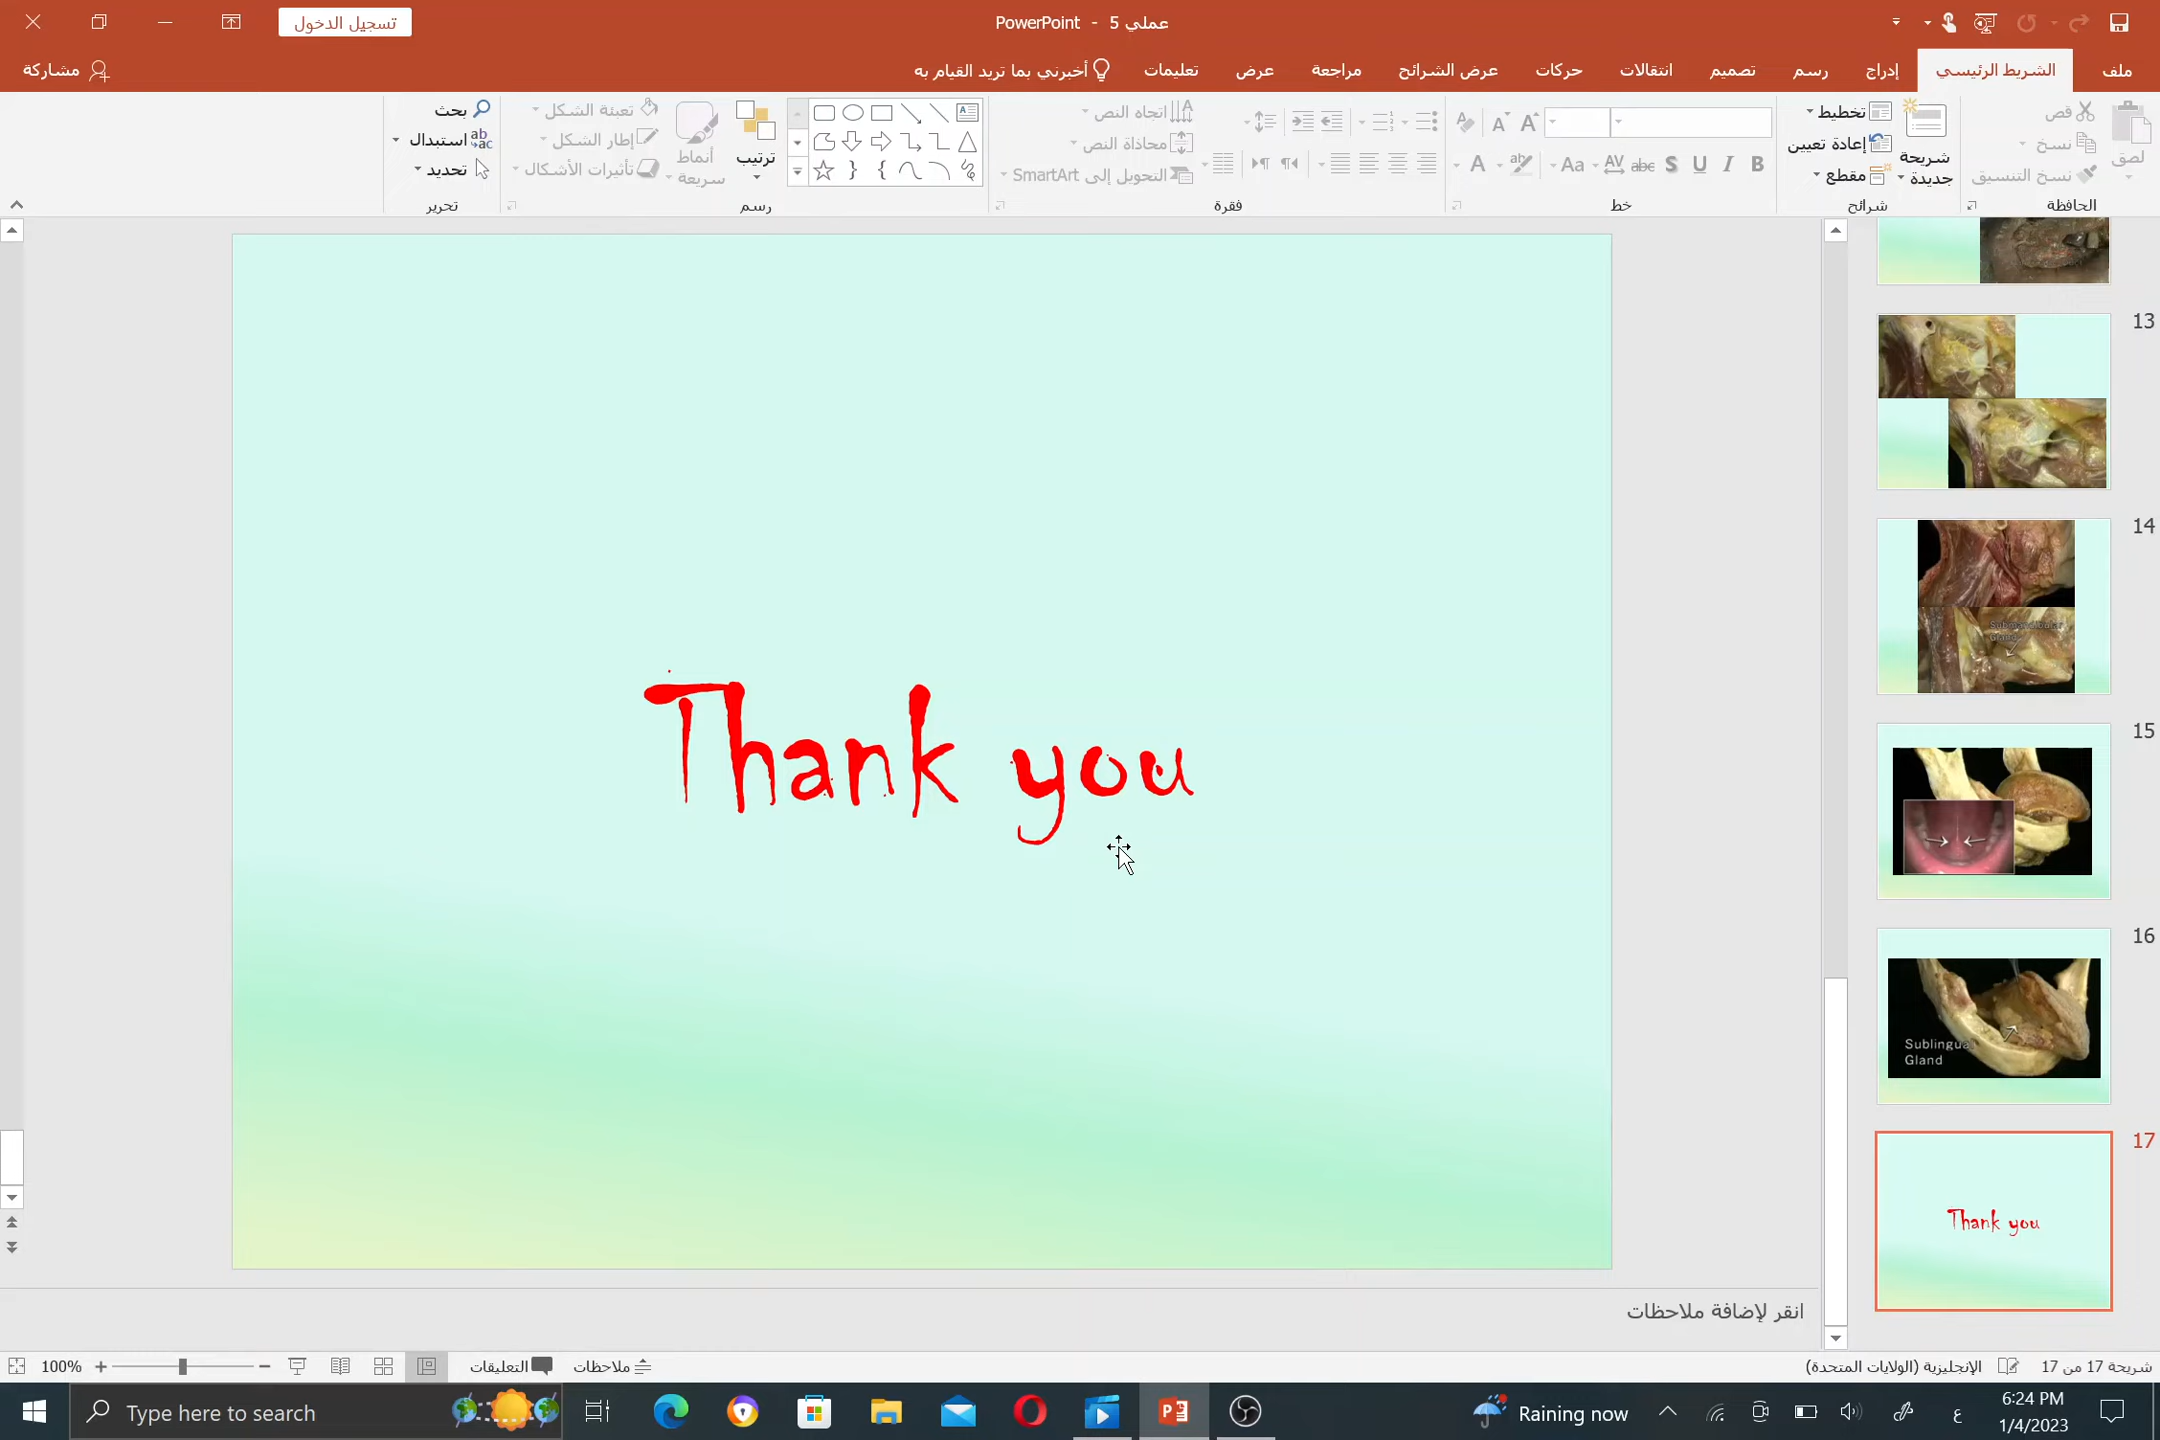 تسجيل الدخول
عملي 5 - PowerPoint
ملف
الشريط الرئيسي
إدراج
رسم
تصميم
انتقالات
حركات
عرض الشرائح
مراجعة
عرض
تعليمات
أخبرني بما تريد القيام به
مشاركة
لصق
قص
نسخ
نسخ التنسيق
الحافظة
شريحة
جديدة
تخطيط
إعادة تعيين
مقطع
شرائح
B I U S abc AV Aa A
خط
اتجاه النص
محاذاة النص
التحويل إلى SmartArt
فقرة
ترتيب
أنماط
سريعة
تعبئة الشكل
إطار الشكل
تأثيرات الأشكال
رسم
بحث
استبدال
تحديد
تحرير
Thank you
13
14
Submandibular
Gland
15
16
Sublingual
Gland
17
Thank you
انقر لإضافة ملاحظات
شريحة 17 من 17
الإنجليزية (الولايات المتحدة)
ملاحظات
التعليقات
100%
Type here to search
Raining now
ع
6:24 PM
1/4/2023